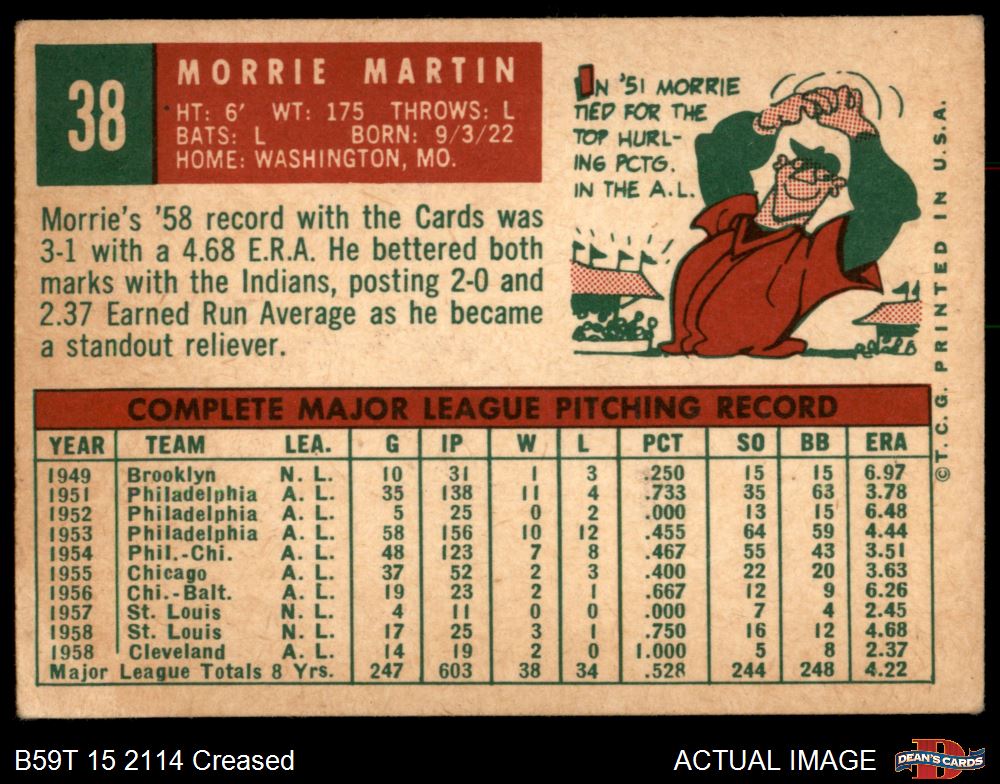 38
MORRIE MARTIN
HT: 6' WT: 175 THROWS: L
BATS: L BORN: 9/3/22
HOME: WASHINGTON, MO.
Morrie's '58 record with the Cards was
3-1 with a 4.68 E.R.A. He bettered both
marks with the Indians, posting 2-0 and
2.37 Earned Run Average as he became
a standout reliever.
IN '51 MORRIE
TIED FOR THE
TOP HURL-
ING PCTG.
IN THE A.L.
© T. C. G. PRINTED IN U.S.A.
COMPLETE MAJOR LEAGUE PITCHING RECORD
YEAR TEAM LEA. G IP W L PCT SO BB ERA
1949 Brooklyn N. L. 10 31 1 3 .250 15 15 6.97
1951 Philadelphia A. L. 35 138 11 4 .733 35 63 3.78
1952 Philadelphia A. L. 5 25 0 2 .000 13 15 6.48
1953 Philadelphia A. L. 58 156 10 12 .455 64 59 4.44
1954 Phil.-Chi. A. L. 48 123 7 8 .467 55 43 3.51
1955 Chicago A. L. 37 52 2 3 .400 22 20 3.63
1956 Chi.-Balt. A. L. 19 23 2 1 .667 12 9 6.26
1957 St. Louis N. L. 4 11 0 0 .000 7 4 2.45
1958 St. Louis N. L. 17 25 3 1 .750 16 12 4.68
1958 Cleveland A. L. 14 19 2 0 1.000 5 8 2.37
Major League Totals 8 Yrs. 247 603 38 34 .528 244 248 4.22
B59T 15 2114 Creased
ACTUAL IMAGE
DEAN'S CARDS